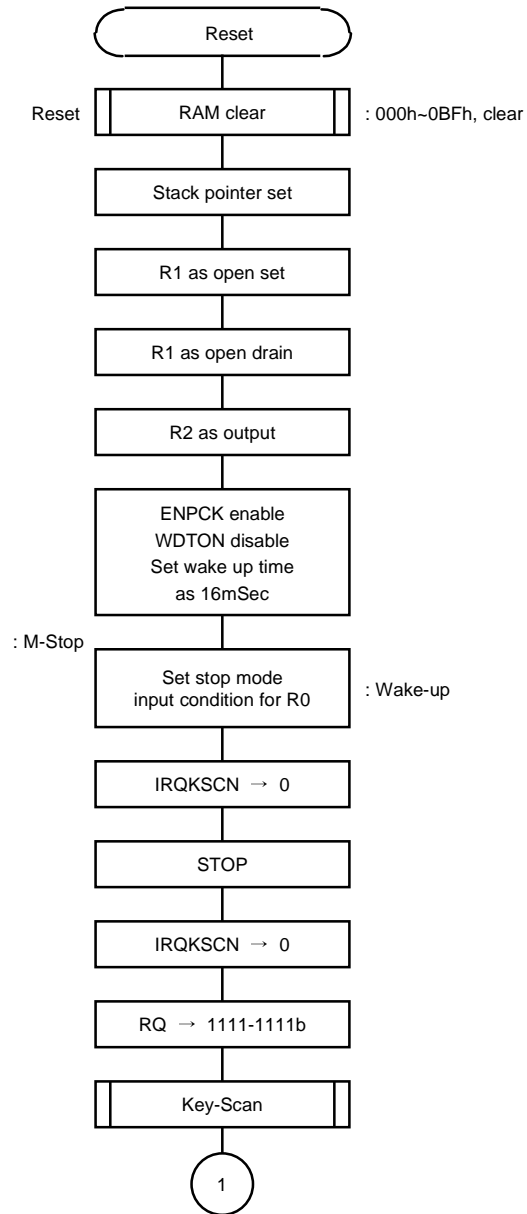 Reset
Reset
RAM clear
: 000h~0BFh, clear
Stack pointer set
R1 as open set
R1 as open drain
R2 as output
ENPCK enable
WDTON disable
Set wake up time
as 16mSec
: M-Stop
Set stop mode
input condition for R0
: Wake-up
IRQKSCN → 0
STOP
IRQKSCN → 0
RQ → 1111-1111b
Key-Scan
1